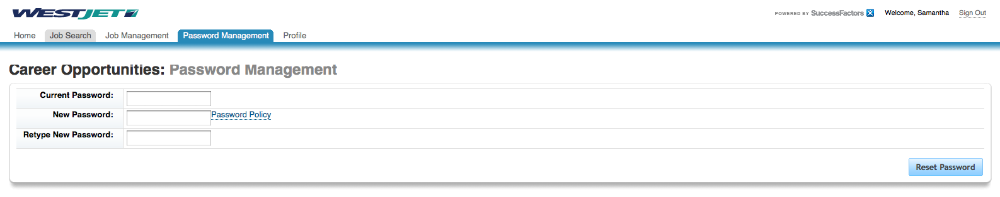 WESTJET
POWERED BY SuccessFactors Welcome, Samantha Sign Out
Home Job Search Job Management Password Management Profile
Career Opportunities: Password Management
Current Password:
New Password: Password Policy
Retype New Password:
Reset Password